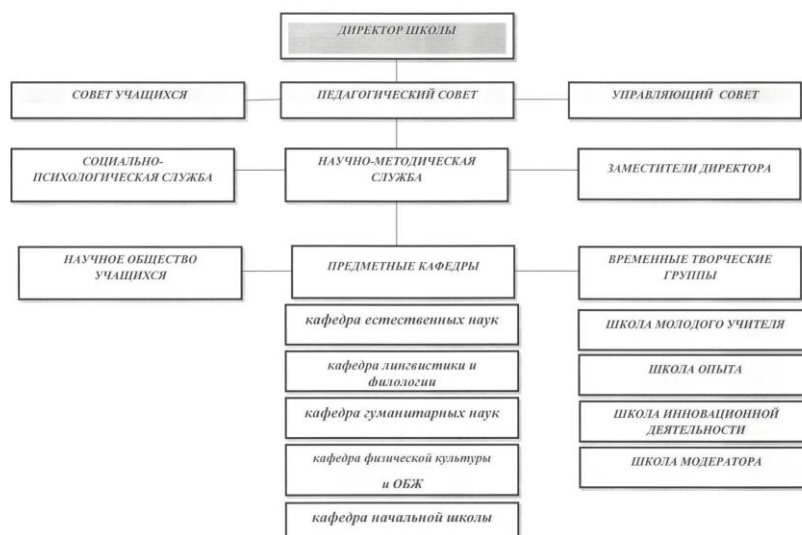 ДИРЕКТОР ШКОЛЫ
СОВЕТ УЧАЩИХСЯ
ПЕДАГОГИЧЕСКИЙ СОВЕТ
УПРАВЛЯЮЩИЙ СОВЕТ
СОЦИАЛЬНО-
ПСИХОЛОГИЧЕСКАЯ СЛУЖБА
НАУЧНО-МЕТОДИЧЕСКАЯ
СЛУЖБА
ЗАМЕСТИТЕЛИ ДИРЕКТОРА
НАУЧНОЕ ОБЩЕСТВО
УЧАЩИХСЯ
ПРЕДМЕТНЫЕ КАФЕДРЫ
ВРЕМЕННЫЕ ТВОРЧЕСКИЕ
ГРУППЫ
кафедра естественных наук
кафедра лингвистики и
филологии
кафедра гуманитарных наук
кафедра физической культуры
и ОБЖ
кафедра начальной школы
ШКОЛА МОЛОДОГО УЧИТЕЛЯ
ШКОЛА ОПЫТА
ШКОЛА ИННОВАЦИОННОЙ
ДЕЯТЕЛЬНОСТИ
ШКОЛА МОДЕРАТОРА